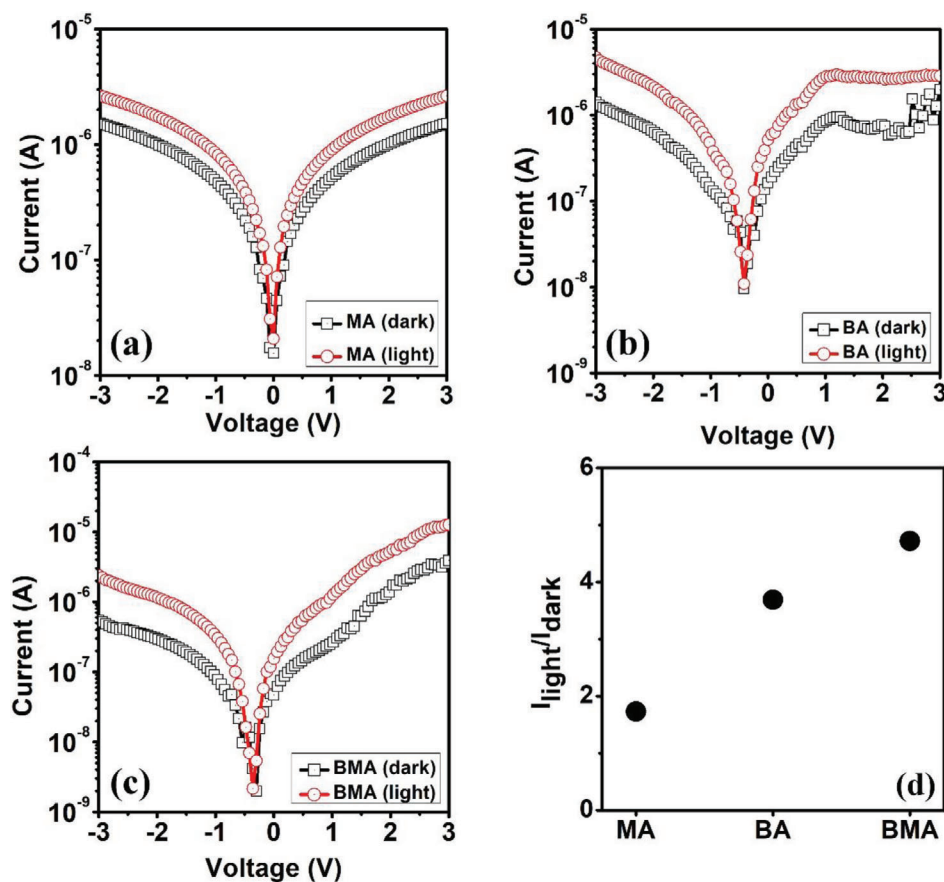 10^-5
10^-6
10^-7
10^-8
Current (A)
-3 -2 -1 0 1 2 3
Voltage (V)
MA (dark)
MA (light)
(a)
10^-5
10^-6
10^-7
10^-8
10^-9
Current (A)
-3 -2 -1 0 1 2 3
Voltage (V)
BA (dark)
BA (light)
(b)
10^-4
10^-5
10^-6
10^-7
10^-8
10^-9
Current (A)
-3 -2 -1 0 1 2 3
Voltage (V)
BMA (dark)
BMA (light)
(c)
6
4
2
0
I_light/I_dark
MA BA BMA
(d)